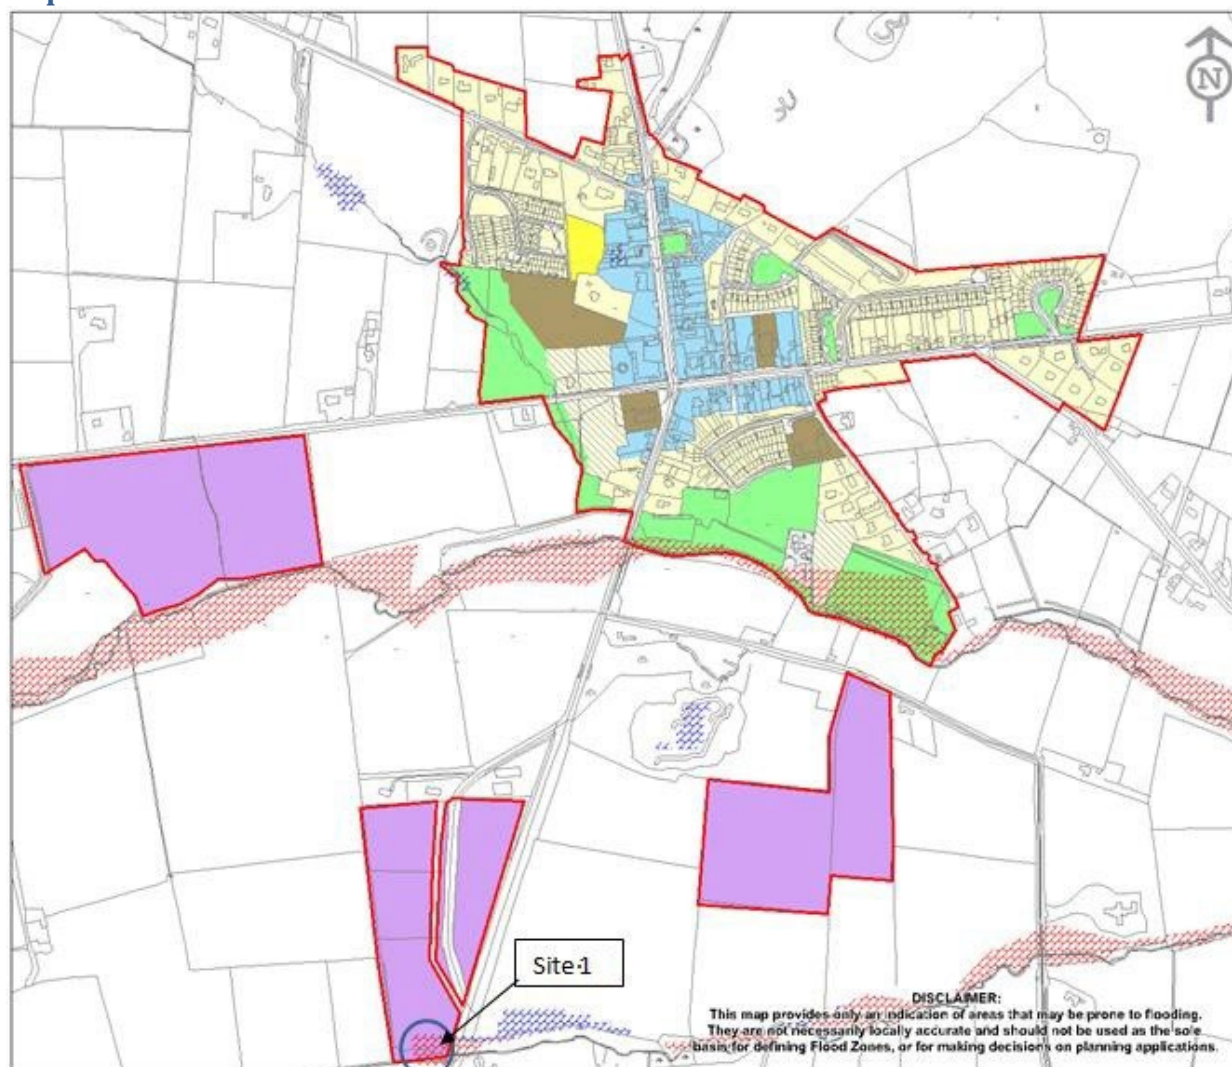 N
Site 1
DISCLAIMER:
This map provides only an indication of areas that may be prone to flooding.
They are not necessarily locally accurate and should not be used as the sole
basis for defining Flood Zones, or for making decisions on planning applications.